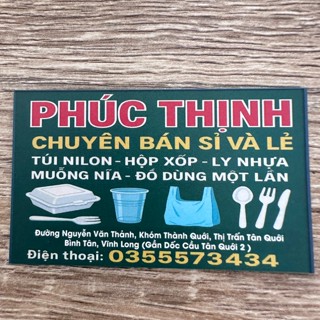 PHÚC THỊNH
CHUYÊN BÁN SỈ VÀ LẺ
TÚI NILON - HỘP XỐP - LY NHỰA
MUỖNG NĨA - ĐỒ DÙNG MỘT LẦN
Đường Nguyễn Văn Thảnh, Khóm Thành Quới, Thị Trấn Tân Quới
Bình Tân, Vĩnh Long (Gần Dốc Cầu Tân Quới 2 )
Điện thoại: 0355573434